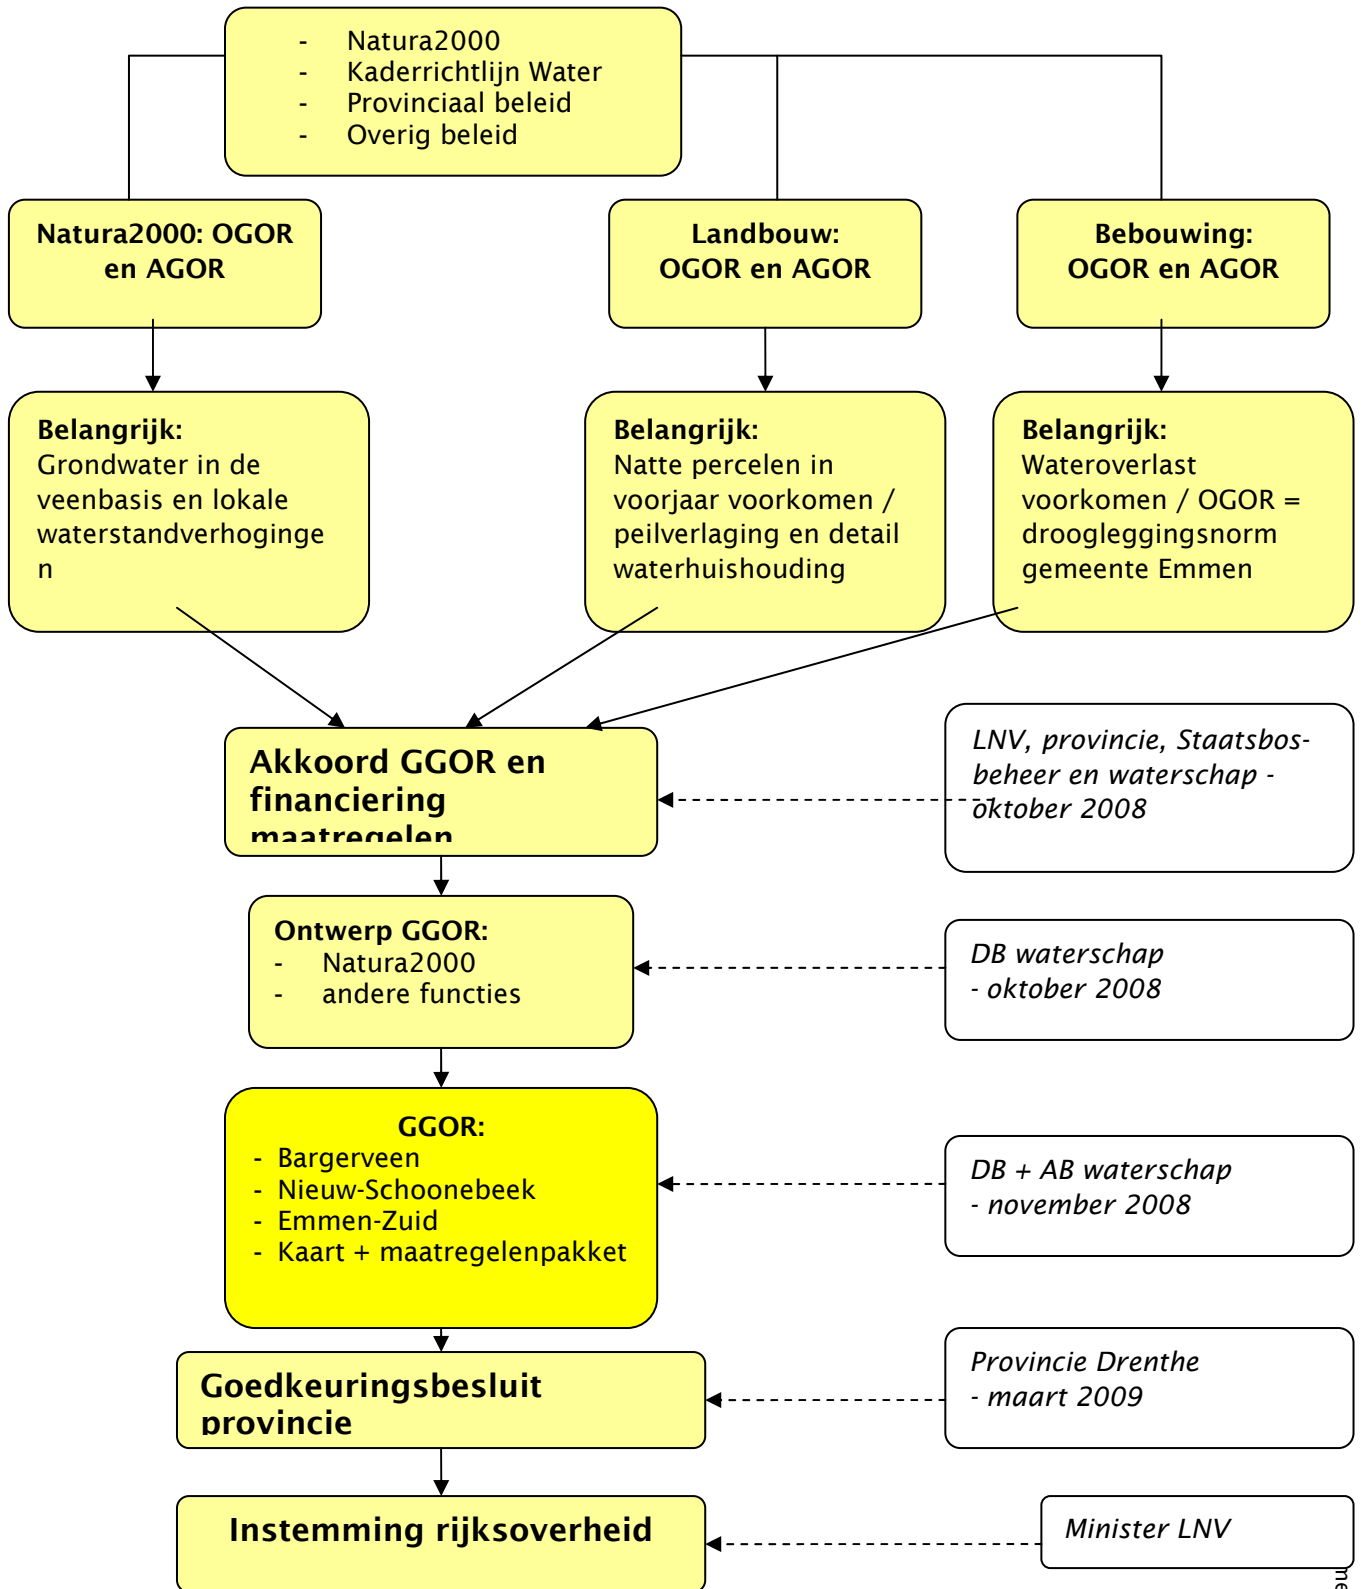 - Natura2000
- Kaderrichtlijn Water
- Provinciaal beleid
- Overig beleid
Natura2000: OGOR
en AGOR
Landbouw:
OGOR en AGOR
Bebouwing:
OGOR en AGOR
Belangrijk:
Grondwater in de
veenbasis en lokale
waterstandverhoginge
n
Belangrijk:
Natte percelen in
voorjaar voorkomen /
peilverlaging en detail
waterhuishouding
Belangrijk:
Wateroverlast
voorkomen / OGOR =
droogleggingsnorm
gemeente Emmen
Akkoord GGOR en
financiering
maatregelen
LNV, provincie, Staatsbos-
beheer en waterschap -
oktober 2008
Ontwerp GGOR:
- Natura2000
- andere functies
DB waterschap
- oktober 2008
GGOR:
- Bargerveen
- Nieuw-Schoonebeek
- Emmen-Zuid
- Kaart + maatregelenpakket
DB + AB waterschap
- november 2008
Goedkeuringsbesluit
provincie
Provincie Drenthe
- maart 2009
Instemming rijksoverheid
Minister LNV